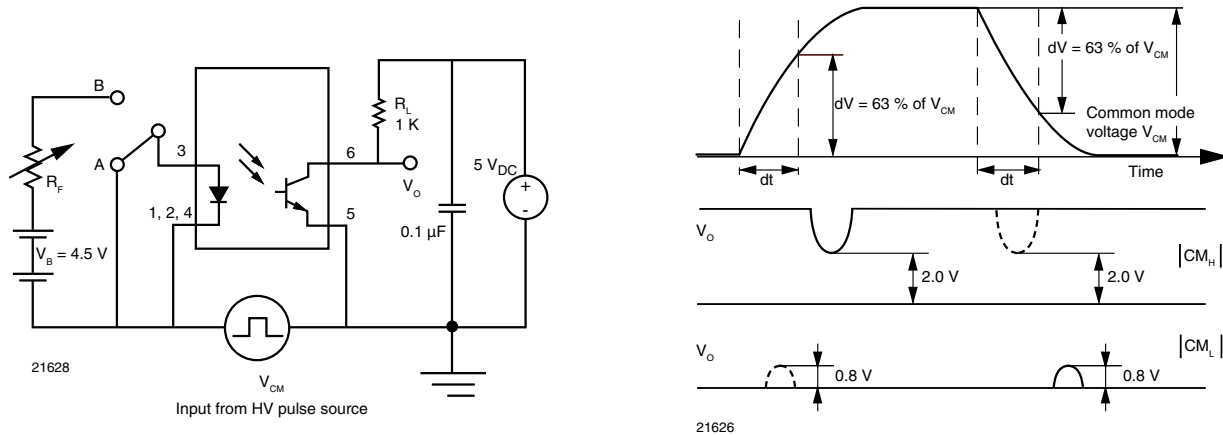 B
A
3
R_F
1, 2, 4
V_B = 4.5 V
6
5
R_L
1 K
V_O
5 V_DC
+
-
0.1 µF
21628
V_CM
Input from HV pulse source
dV = 63 % of V_CM
dV = 63 % of V_CM
Common mode
voltage V_CM
dt
dt
Time
V_O
2.0 V
2.0 V
|CM_H|
V_O
0.8 V
0.8 V
|CM_L|
21626